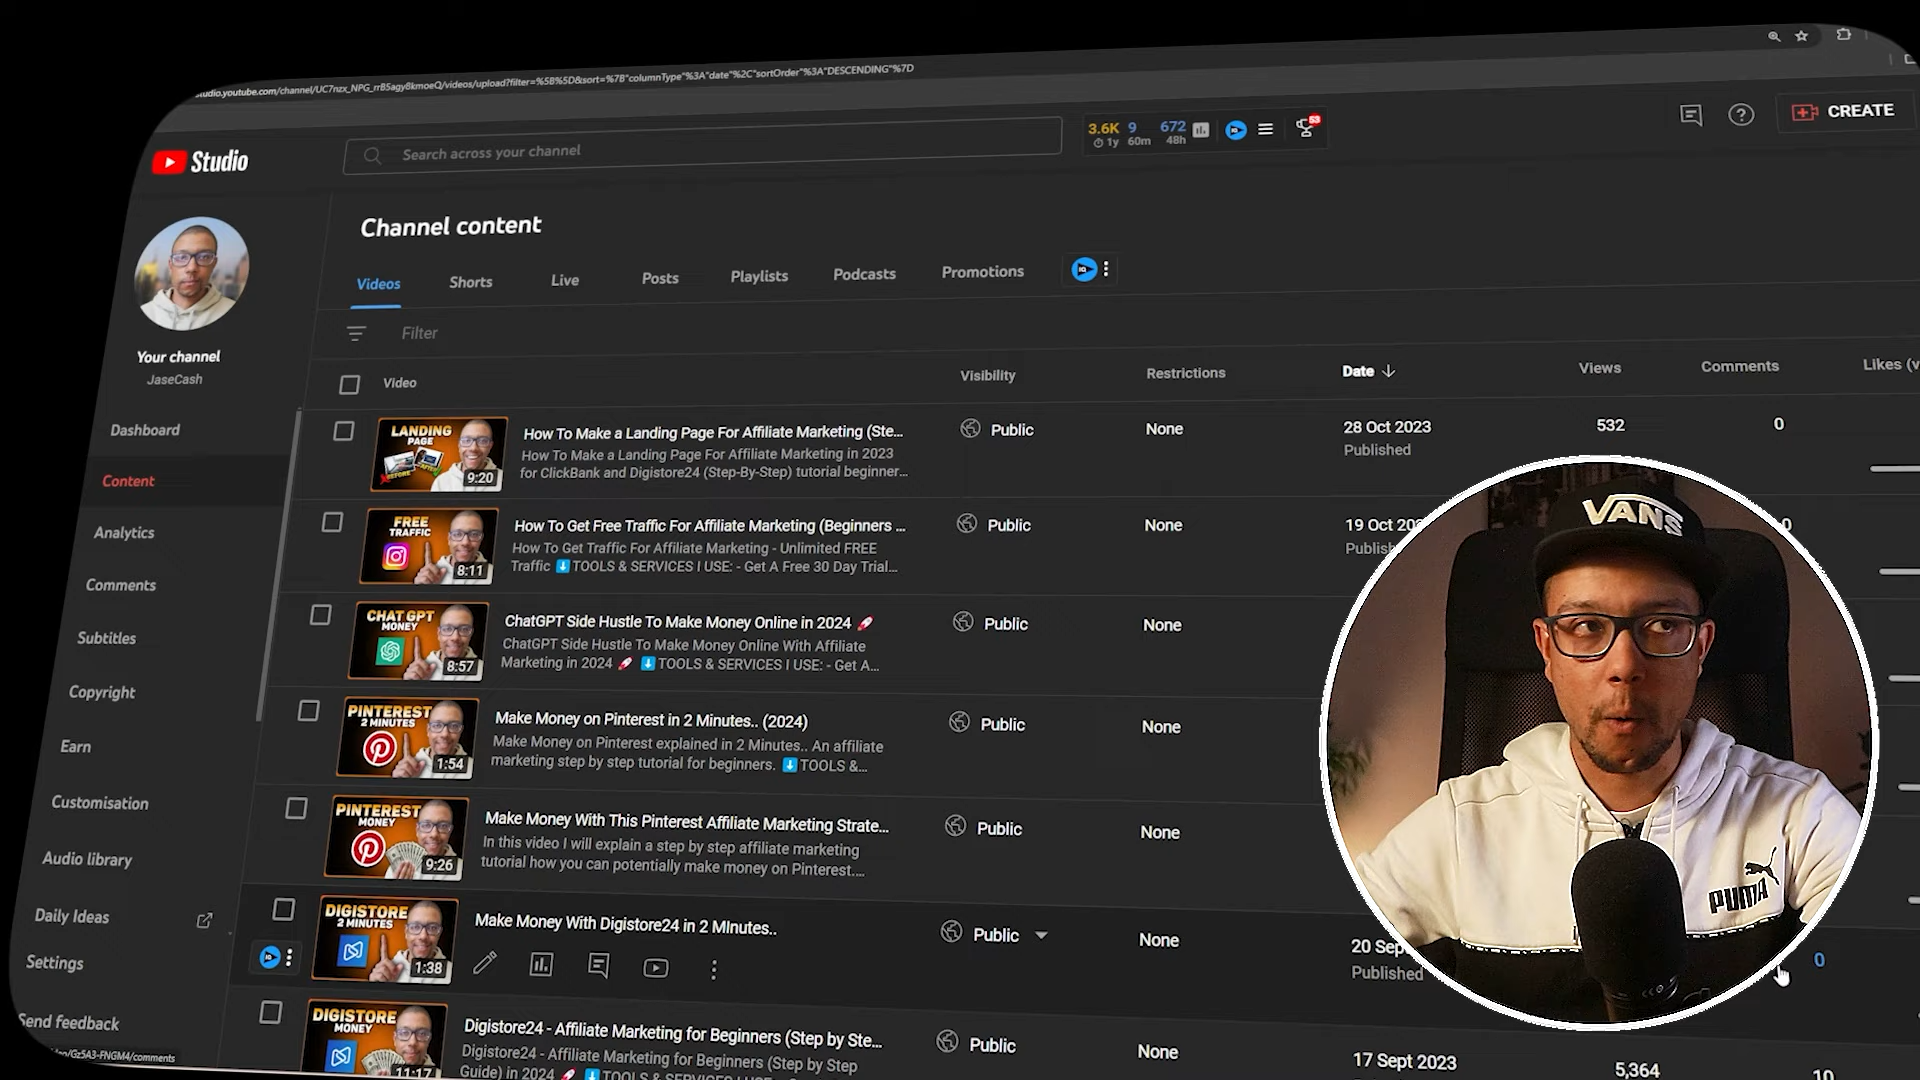 studio.youtube.com/channel/UC7nzx_NPG_rrB5agy8kmoeQ/videos/upload?filter=%5B%5D&sort=%7B"columnType"%3A"date"%2C"sortOrder"%3A"DESCENDING"%7D
Studio
Search across your channel
3.6K 9 672
1y 60m 48h
53
CREATE
Channel content
Videos Shorts Live Posts Playlists Podcasts Promotions
Filter
Your channel
JaseCash
Dashboard
Content
Analytics
Comments
Subtitles
Copyright
Earn
Customisation
Audio library
Daily Ideas
Settings
Send feedback
Video Visibility Restrictions Date Views Comments Likes (v
LANDING
PAGE
9:20
How To Make a Landing Page For Affiliate Marketing (Ste...
How To Make a Landing Page For Affiliate Marketing in 2023
for ClickBank and Digistore24 (Step-By-Step) tutorial beginner...
Public None 28 Oct 2023 532 0
Published
FREE
TRAFFIC
8:11
How To Get Free Traffic For Affiliate Marketing (Beginners ...
How To Get Traffic For Affiliate Marketing - Unlimited FREE
Traffic ⬇️TOOLS & SERVICES I USE: - Get A Free 30 Day Trial...
Public None 19 Oct 202 0
Publish
CHAT GPT
MONEY
8:57
ChatGPT Side Hustle To Make Money Online in 2024 🚀
ChatGPT Side Hustle To Make Money Online With Affiliate
Marketing in 2024 🚀 ⬇️TOOLS & SERVICES I USE: - Get A...
Public None
PINTEREST
2 MINUTES
1:54
Make Money on Pinterest in 2 Minutes.. (2024)
Make Money on Pinterest explained in 2 Minutes.. An affiliate
marketing step by step tutorial for beginners. ⬇️TOOLS &...
Public None
PINTEREST
MONEY
9:26
Make Money With This Pinterest Affiliate Marketing Strate...
In this video I will explain a step by step affiliate marketing
tutorial how you can potentially make money on Pinterest....
Public None
DIGISTORE
2 MINUTES
1:38
Make Money With Digistore24 in 2 MInutes..
Public None 20 Sep 0
Published
DIGISTORE
MONEY
11:17
Digistore24 - Affiliate Marketing for Beginners (Step by Ste...
Digistore24 - Affiliate Marketing for Beginners (Step by Step
Guide) in 2024 🚀 ⬇️TOOLS & SERVICES I USE: - Get A
Public None 17 Sept 2023 5,364 10
VANS
PUMA